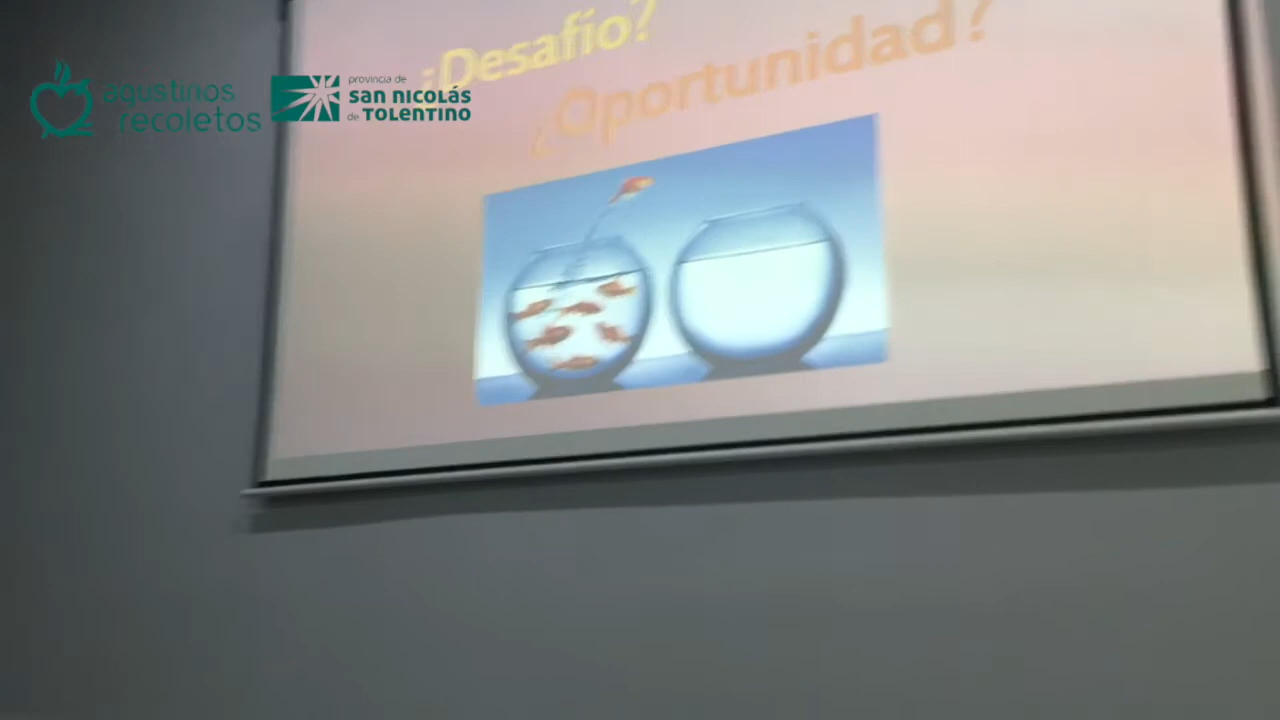 ¿Desafío?
¿Oportunidad?
agustinos
recoletos
provincia de
SAN NICOLÁS
de TOLENTINO